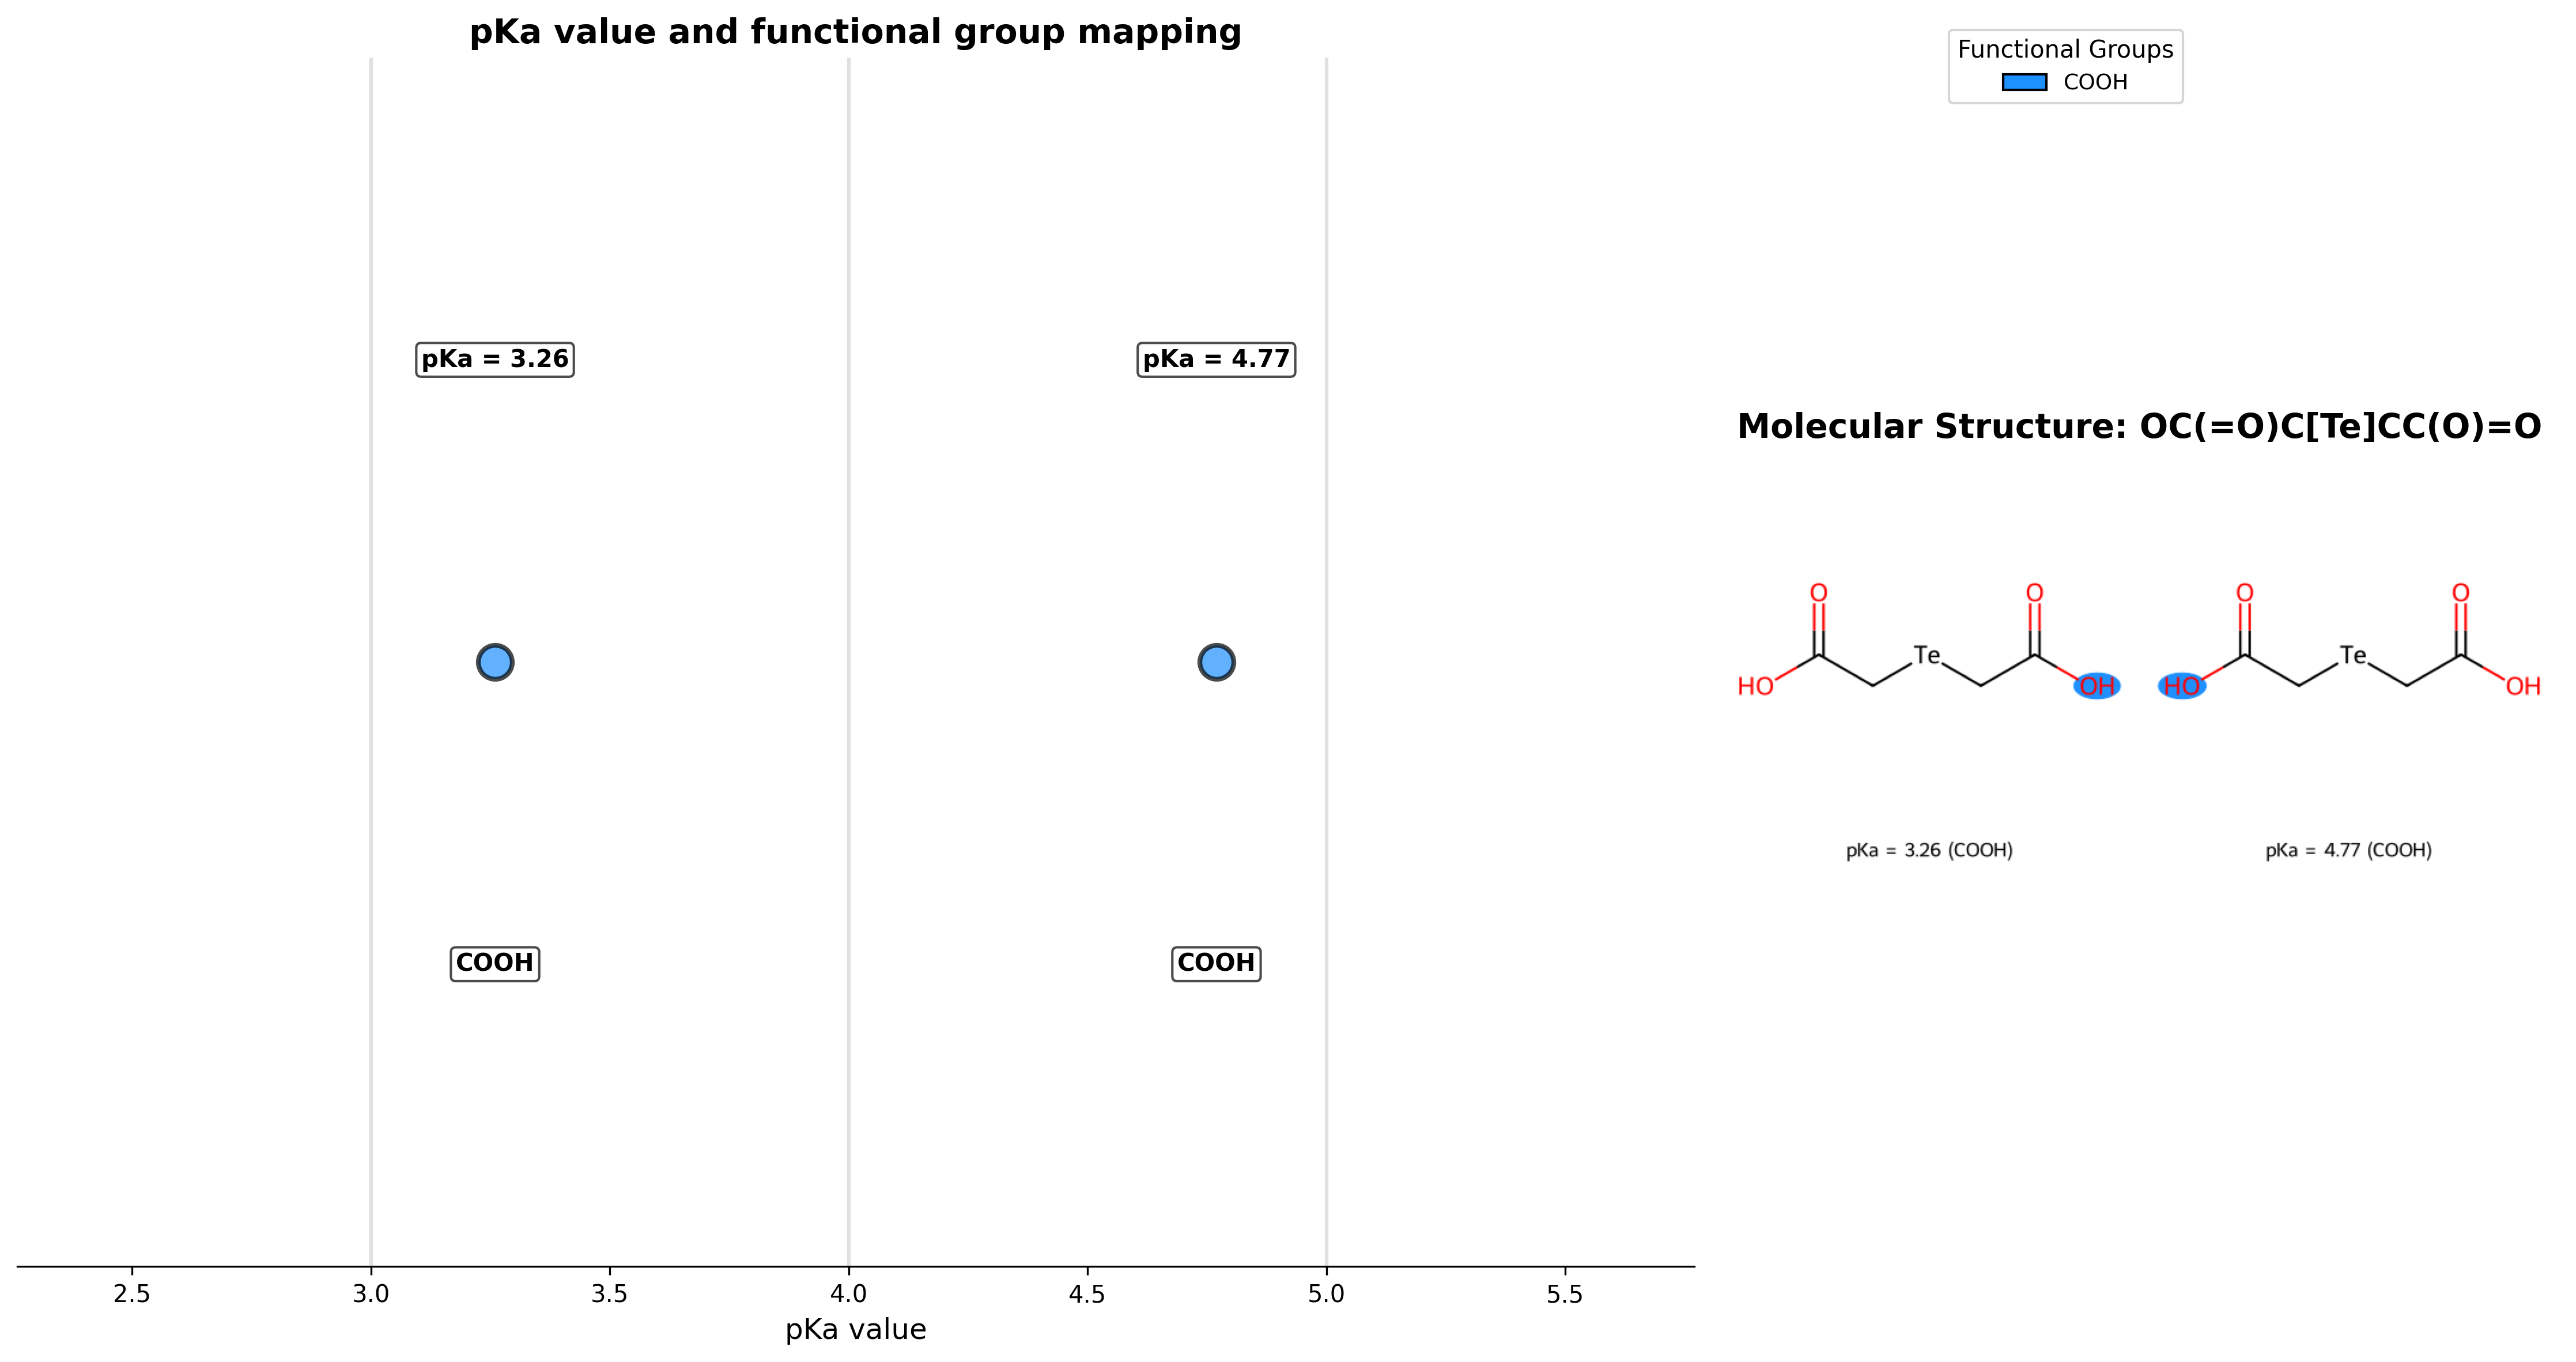 pKa value and functional group mapping
pKa = 3.26
pKa = 4.77
COOH
COOH
2.5 3.0 3.5 4.0 4.5 5.0 5.5
pKa value
Functional Groups
COOH
Molecular Structure: OC(=O)C[Te]CC(O)=O
O O O O
Te Te
HO OH HO OH
pKa = 3.26 (COOH) pKa = 4.77 (COOH)